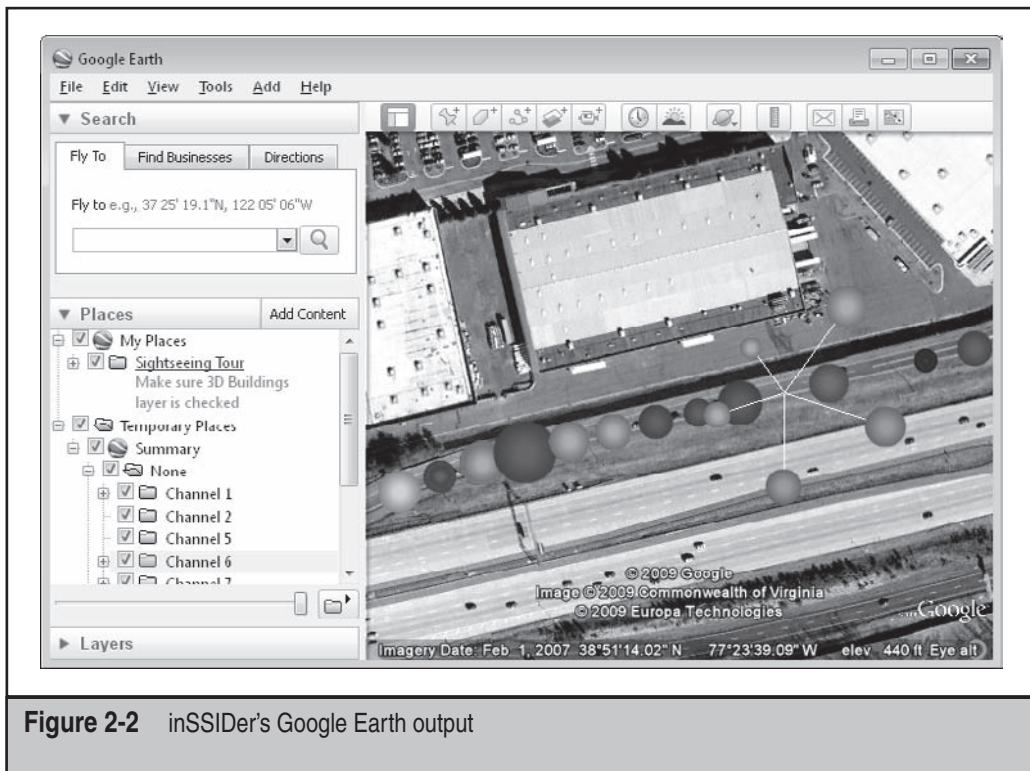 Google Earth
File Edit View Tools Add Help
Search
Fly To Find Businesses Directions
Fly to e.g., 37 25' 19.1"N, 122 05' 06"W
Places Add Content
My Places
Sightseeing Tour
Make sure 3D Buildings
layer is checked
Temporary Places
Summary
None
Channel 1
Channel 2
Channel 5
Channel 6
Channel 7
Layers
© 2009 Google
Image © 2009 Commonwealth of Virginia
© 2009 Europa Technologies
Google
Imagery Date: Feb 1, 2007 38°51'14.02" N 77°23'39.09" W elev 440 ft Eye alt
Figure 2-2 inSSIDer's Google Earth output